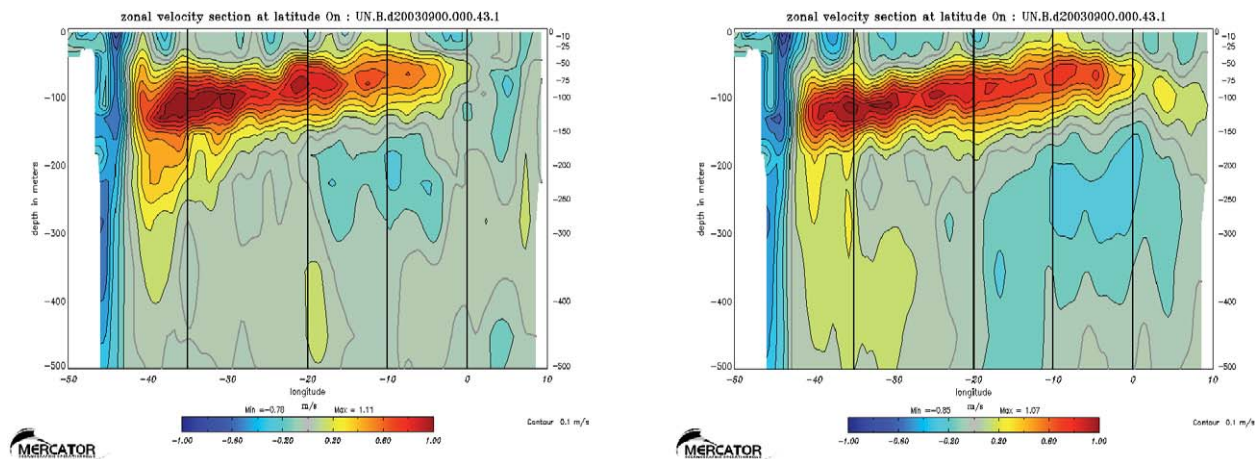 zonal velocity section at latitude 0n : UN.B.d20030900.000.43.1
0
-100
-200
-300
-400
-500
depth in meters
0
-10
-25
-50
-75
-100
-150
-200
-250
-300
-400
-500
-50 -40 -30 -20 -10 0 10
longitude
m/s
Min =-0.78 Max = 1.11
-1.00 -0.60 -0.20 0.20 0.60 1.00
Contour 0.1 m/s
MERCATOR
zonal velocity section at latitude 0n : UN.B.d20030900.000.43.1
0
-100
-200
-300
-400
-500
depth in meters
0
-10
-25
-50
-75
-100
-150
-200
-250
-300
-400
-500
-50 -40 -30 -20 -10 0 10
longitude
m/s
Min =-0.85 Max = 1.07
-1.00 -0.60 -0.20 0.20 0.60 1.00
Contour 0.1 m/s
MERCATOR